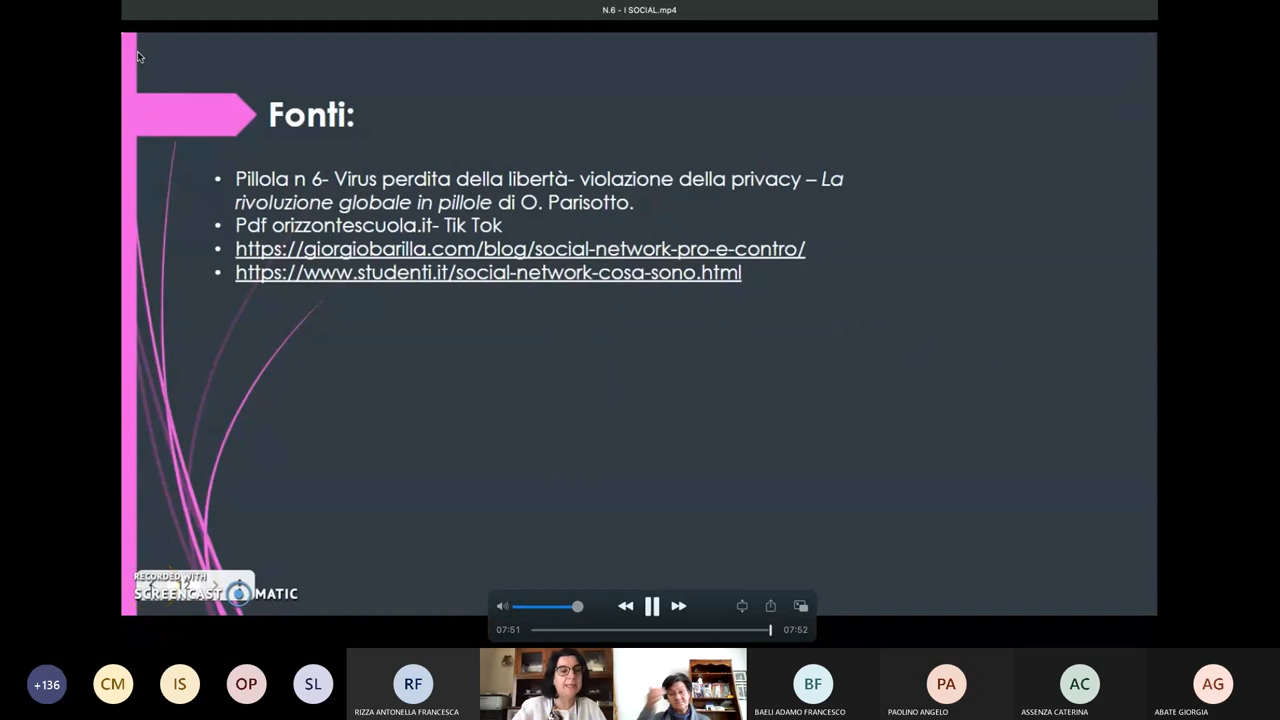 N.6 - I SOCIAL.mp4
Fonti:
• Pillola n 6- Virus perdita della libertà- violazione della privacy – La
rivoluzione globale in pillole di O. Parisotto.
• Pdf orizzontescuola.it- Tik Tok
• https://giorgiobarilla.com/blog/social-network-pro-e-contro/
• https://www.studenti.it/social-network-cosa-sono.html
RECORDED WITH
SCREENCAST MATIC
07:51
07:52
+136
CM
IS
OP
SL
RF
BF
PA
AC
AG
RIZZA ANTONELLA FRANCESCA
BAELI ADAMO FRANCESCO
PAOLINO ANGELO
ASSENZA CATERINA
ABATE GIORGIA